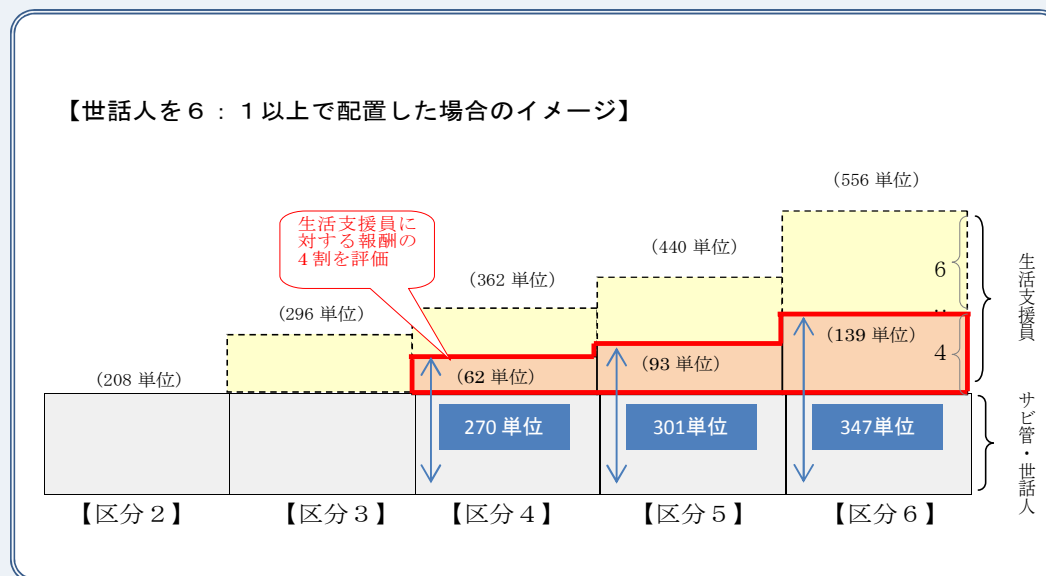 【世話人を６：１以上で配置した場合のイメージ】
（556 単位）
生活支援員に
対する報酬の
４割を評価
（440 単位）
（362 単位）
（296 単位）
（208 単位）
6
:
4
（62 単位）
（93 単位）
（139 単位）
270 単位
301単位
347単位
生活支援員
サビ管・世話人
【区分２】
【区分３】
【区分４】
【区分５】
【区分６】